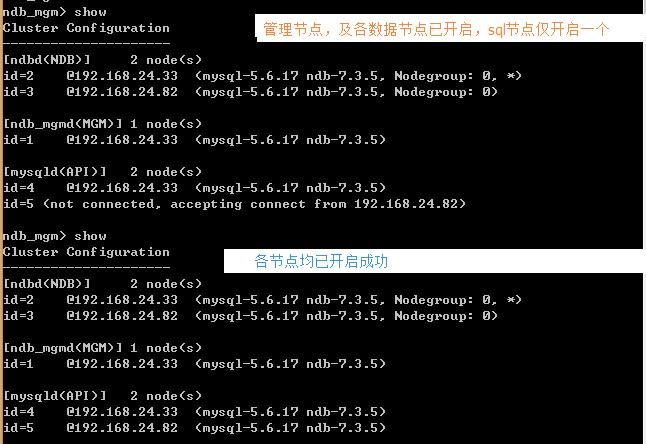 ndb_mgm> show
Cluster Configuration
管理节点，及各数据节点已开启，sql节点仅开启一个
---------------------
[ndbd(NDB)]     2 node(s)
id=2    @192.168.24.33  (mysql-5.6.17 ndb-7.3.5, Nodegroup: 0, *)
id=3    @192.168.24.82  (mysql-5.6.17 ndb-7.3.5, Nodegroup: 0)
[ndb_mgmd(MGM)] 1 node(s)
id=1    @192.168.24.33  (mysql-5.6.17 ndb-7.3.5)
[mysqld(API)]   2 node(s)
id=4    @192.168.24.33  (mysql-5.6.17 ndb-7.3.5)
id=5 (not connected, accepting connect from 192.168.24.82)
ndb_mgm> show
Cluster Configuration
各节点均已开启成功
---------------------
[ndbd(NDB)]     2 node(s)
id=2    @192.168.24.33  (mysql-5.6.17 ndb-7.3.5, Nodegroup: 0, *)
id=3    @192.168.24.82  (mysql-5.6.17 ndb-7.3.5, Nodegroup: 0)
[ndb_mgmd(MGM)] 1 node(s)
id=1    @192.168.24.33  (mysql-5.6.17 ndb-7.3.5)
[mysqld(API)]   2 node(s)
id=4    @192.168.24.33  (mysql-5.6.17 ndb-7.3.5)
id=5    @192.168.24.82  (mysql-5.6.17 ndb-7.3.5)